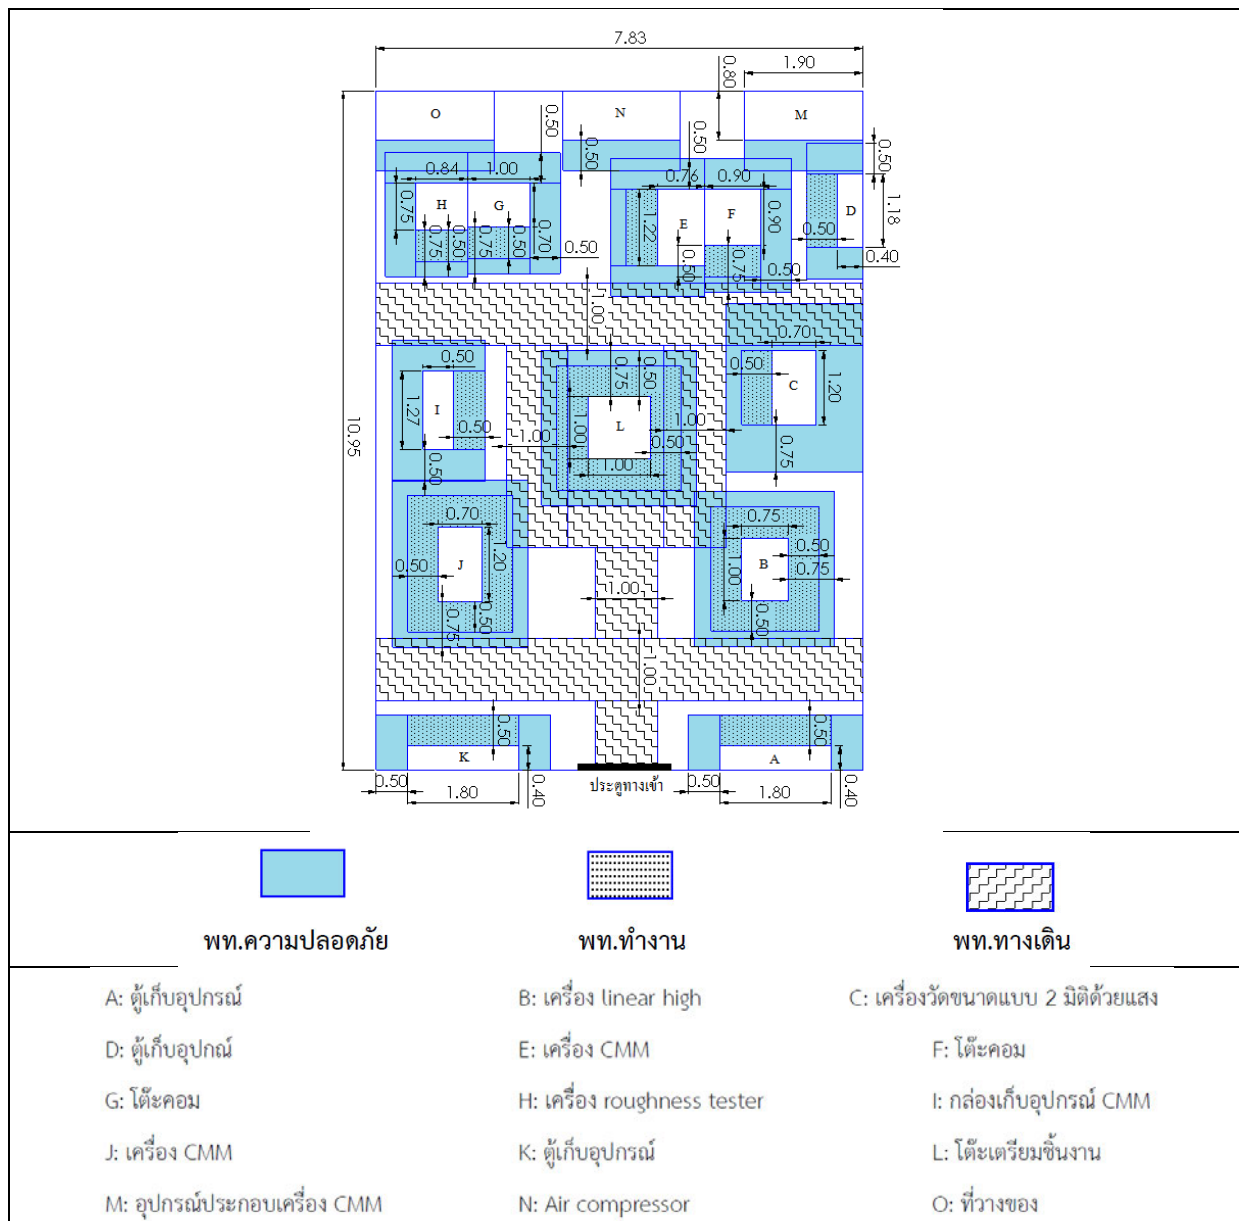 7.83
1.90
0.80
O
N
M
0.50
0.50
0.50
0.50
0.84
1.00
0.76
0.90
0.75
H
G
E
F
D
1.22
0.90
1.18
0.75
0.50
0.75
0.50
0.70
0.50
0.50
0.75
0.50
0.50
0.40
1.00
10.95
0.50
0.70
0.75
0.50
0.50
1.27
I
C
1.20
1.00
L
1.00
0.50
1.00
0.50
1.00
0.75
0.50
0.70
0.75
J
1.20
0.50
B
1.00
0.50
0.75
0.75
0.50
1.00
0.50
1.00
0.50
0.50
K
A
ประตูทางเข้า
0.50
1.80
0.40
0.50
1.80
0.40
พท.ความปลอดภัย
พท.ทำงาน
พท.ทางเดิน
A: ตู้เก็บอุปกรณ์
B: เครื่อง linear high
C: เครื่องวัดขนาดแบบ 2 มิติด้วยแสง
D: ตู้เก็บอุปกณ์
E: เครื่อง CMM
F: โต๊ะคอม
G: โต๊ะคอม
H: เครื่อง roughness tester
I: กล่องเก็บอุปกรณ์ CMM
J: เครื่อง CMM
K: ตู้เก็บอุปกรณ์
L: โต๊ะเตรียมชิ้นงาน
M: อุปกรณ์ประกอบเครื่อง CMM
N: Air compressor
O: ที่วางของ